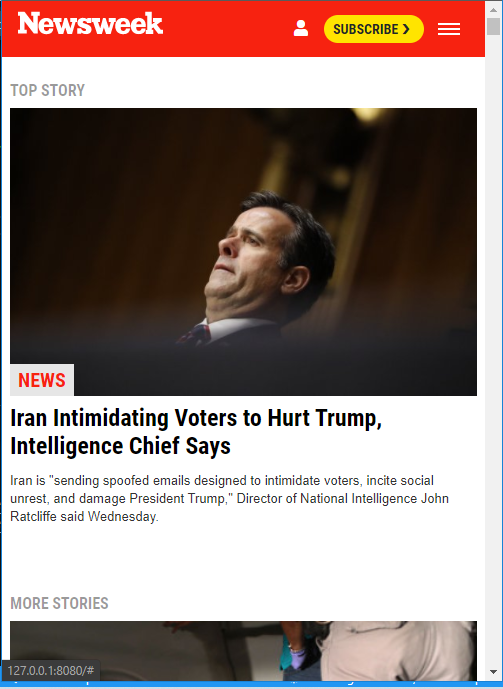 Newsweek
SUBSCRIBE ❯
TOP STORY
NEWS
Iran Intimidating Voters to Hurt Trump,
Intelligence Chief Says
Iran is "sending spoofed emails designed to intimidate voters, incite social
unrest, and damage President Trump," Director of National Intelligence John
Ratcliffe said Wednesday.
MORE STORIES
127.0.0.1:8080/#